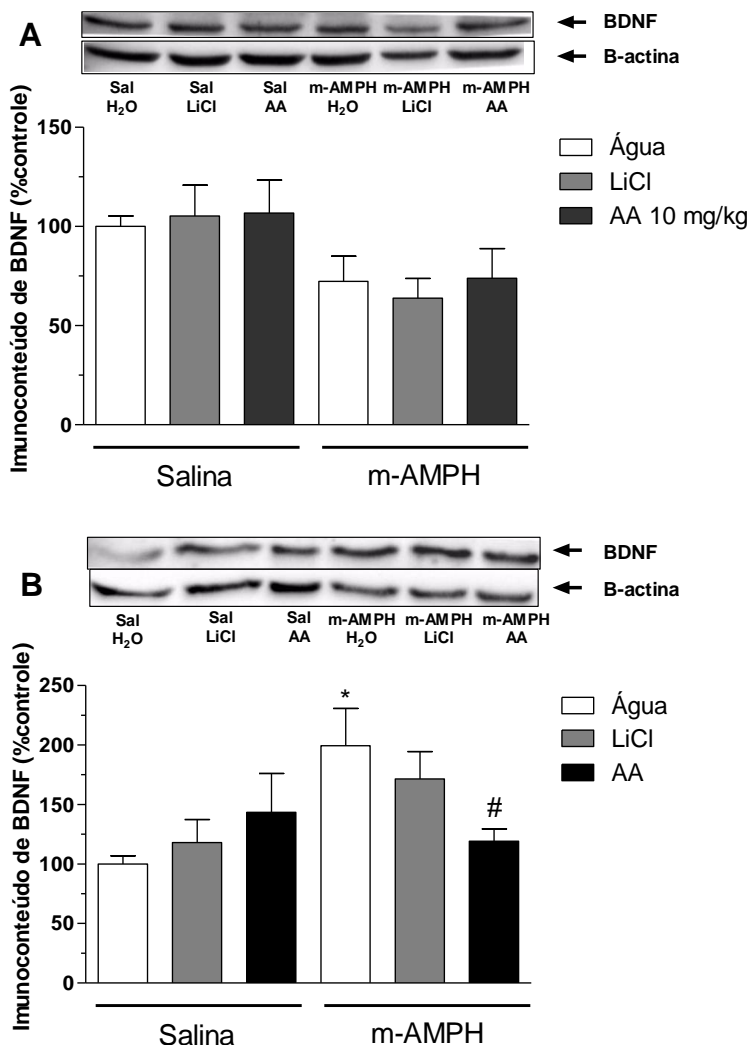 A
BDNF
B-actina
Sal Sal Sal m-AMPH m-AMPH m-AMPH
H₂O LiCl AA H₂O LiCl AA
Imunoconteúdo de BDNF (%controle)
150
100
50
0
Água
LiCl
AA 10 mg/kg
Salina m-AMPH
B
BDNF
B-actina
Sal Sal Sal m-AMPH m-AMPH m-AMPH
H₂O LiCl AA H₂O LiCl AA
Imunoconteúdo de BDNF (%controle)
250
200
150
100
50
0
*
#
Água
LiCl
AA
Salina m-AMPH